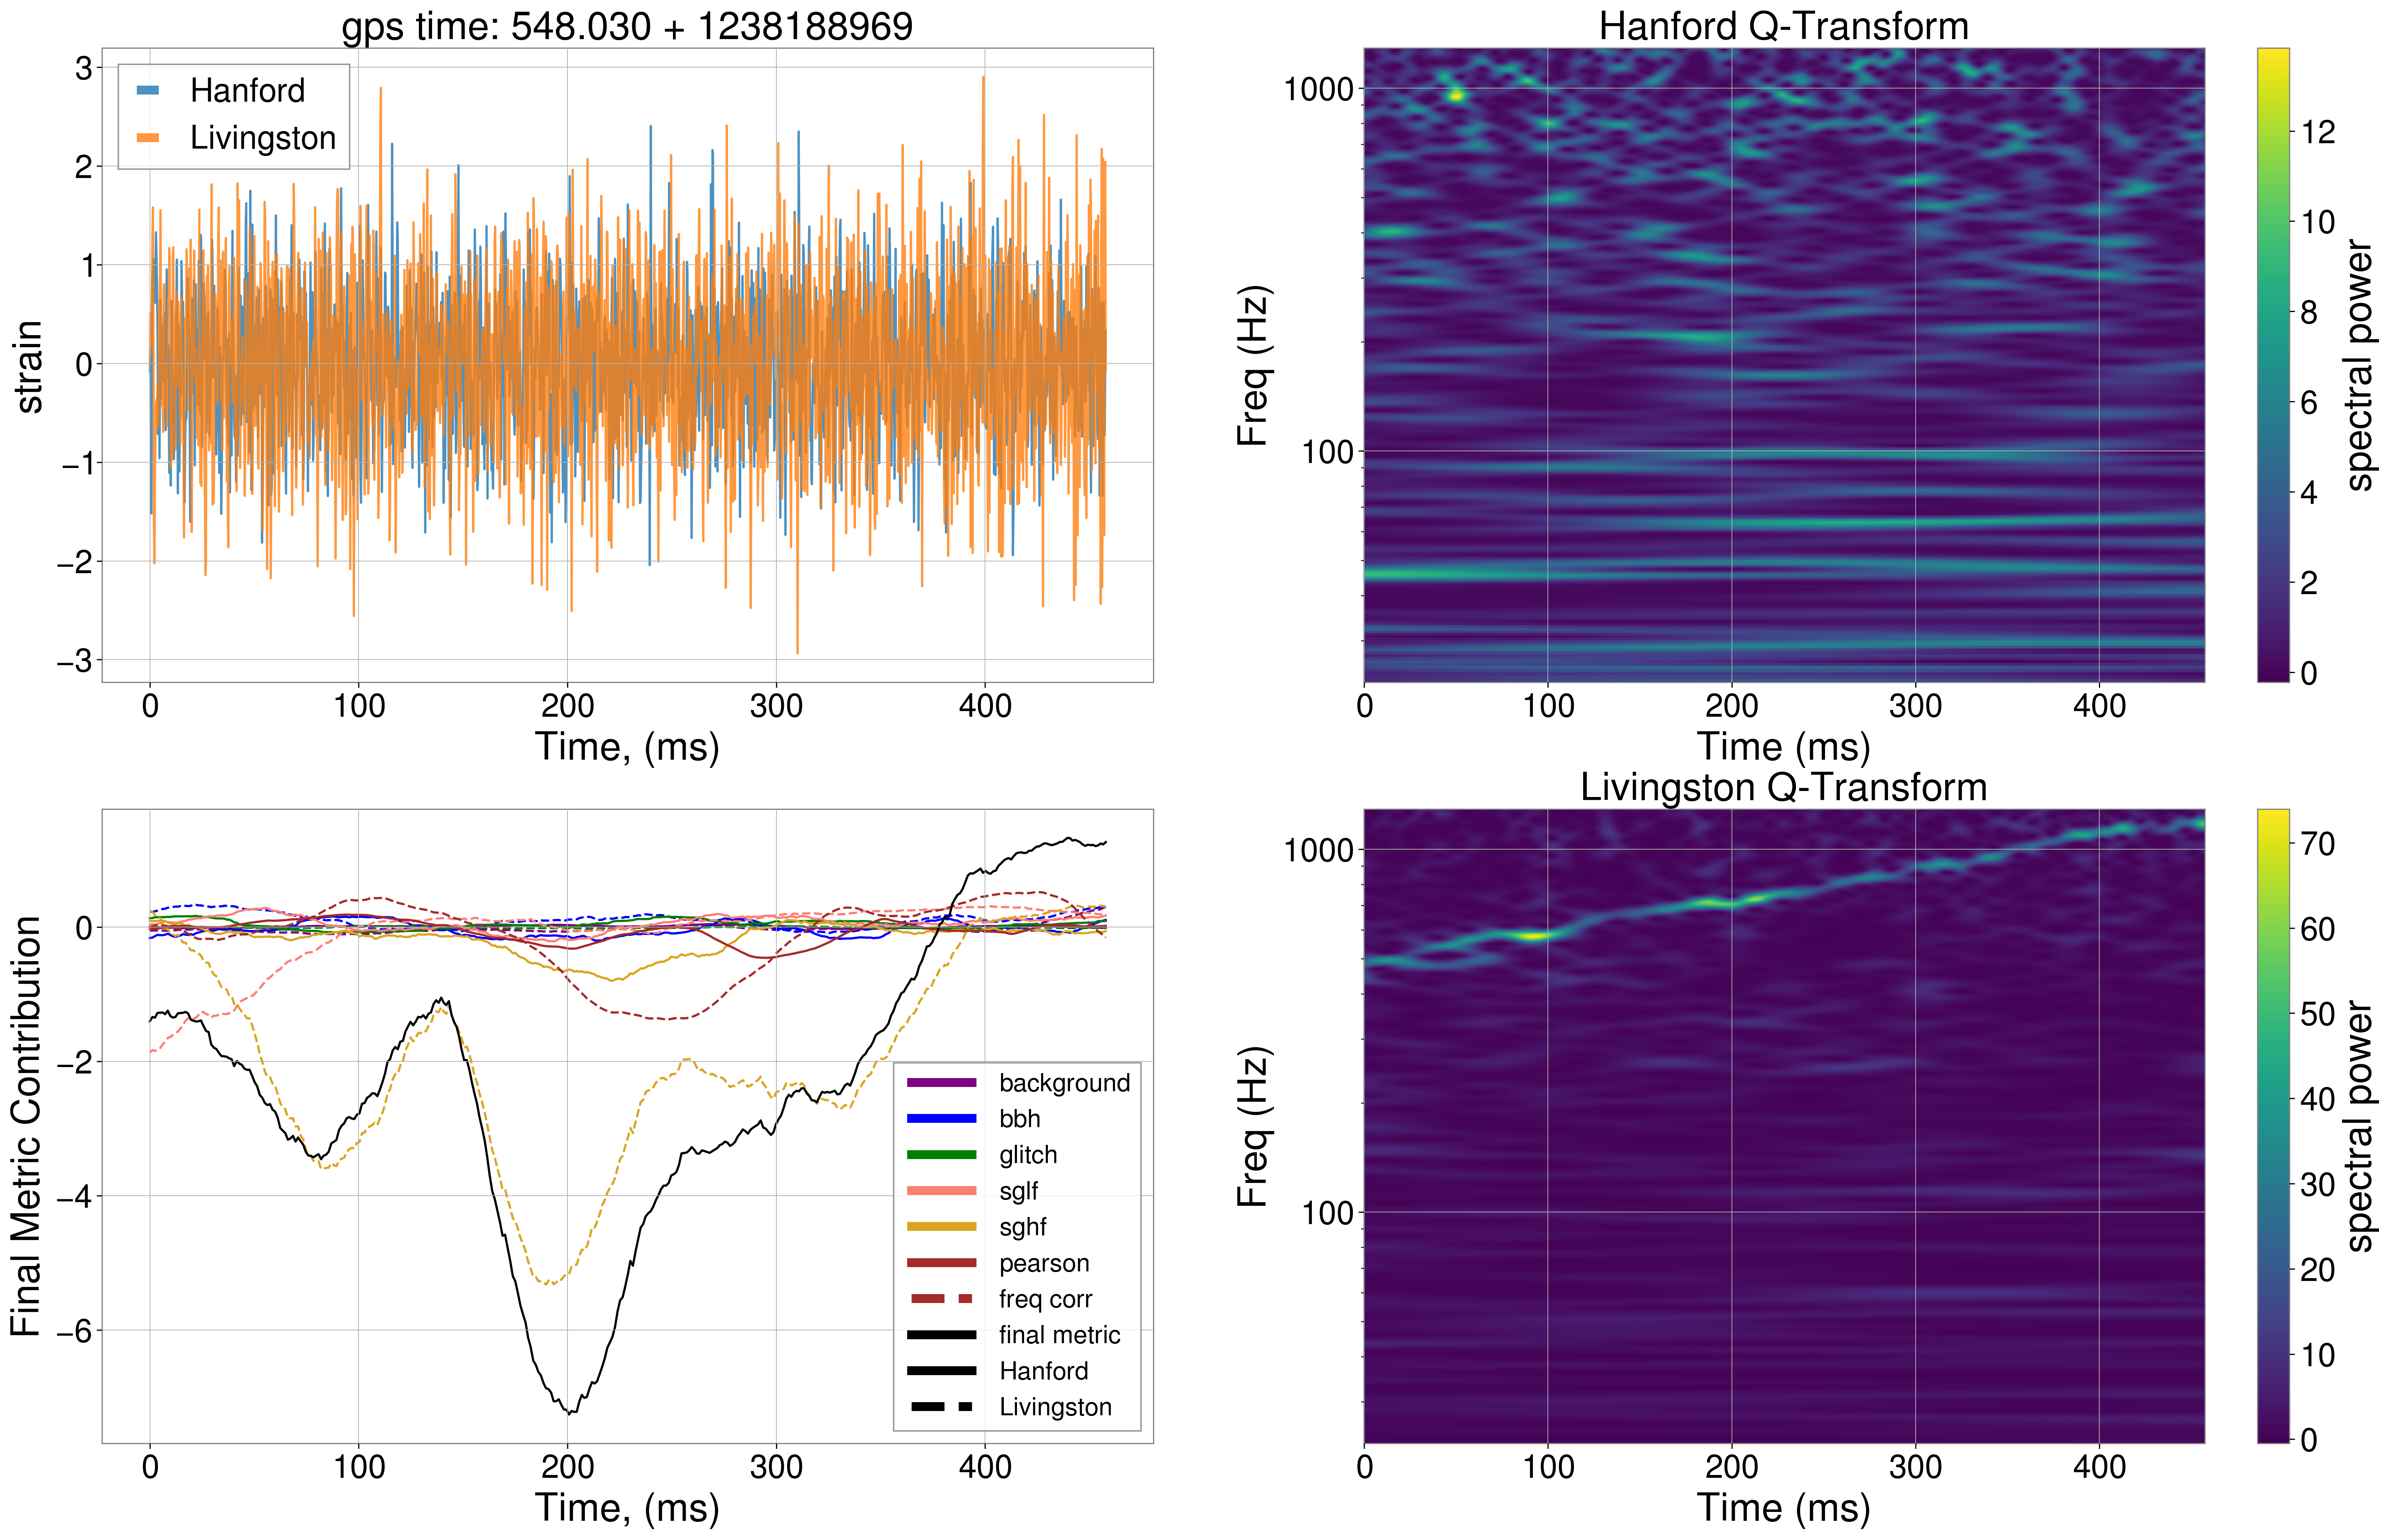 gps time: 548.030 + 1238188969
3
2
1
0
−1
−2
−3
strain
Hanford
Livingston
0 100 200 300 400
Time, (ms)
Hanford Q-Transform
1000
100
Freq (Hz)
0 100 200 300 400
Time (ms)
12
10
8
6
4
2
0
spectral power
0
−2
−4
−6
Final Metric Contribution
background
bbh
glitch
sglf
sghf
pearson
freq corr
final metric
Hanford
Livingston
0 100 200 300 400
Time, (ms)
Livingston Q-Transform
1000
100
Freq (Hz)
0 100 200 300 400
Time (ms)
70
60
50
40
30
20
10
0
spectral power